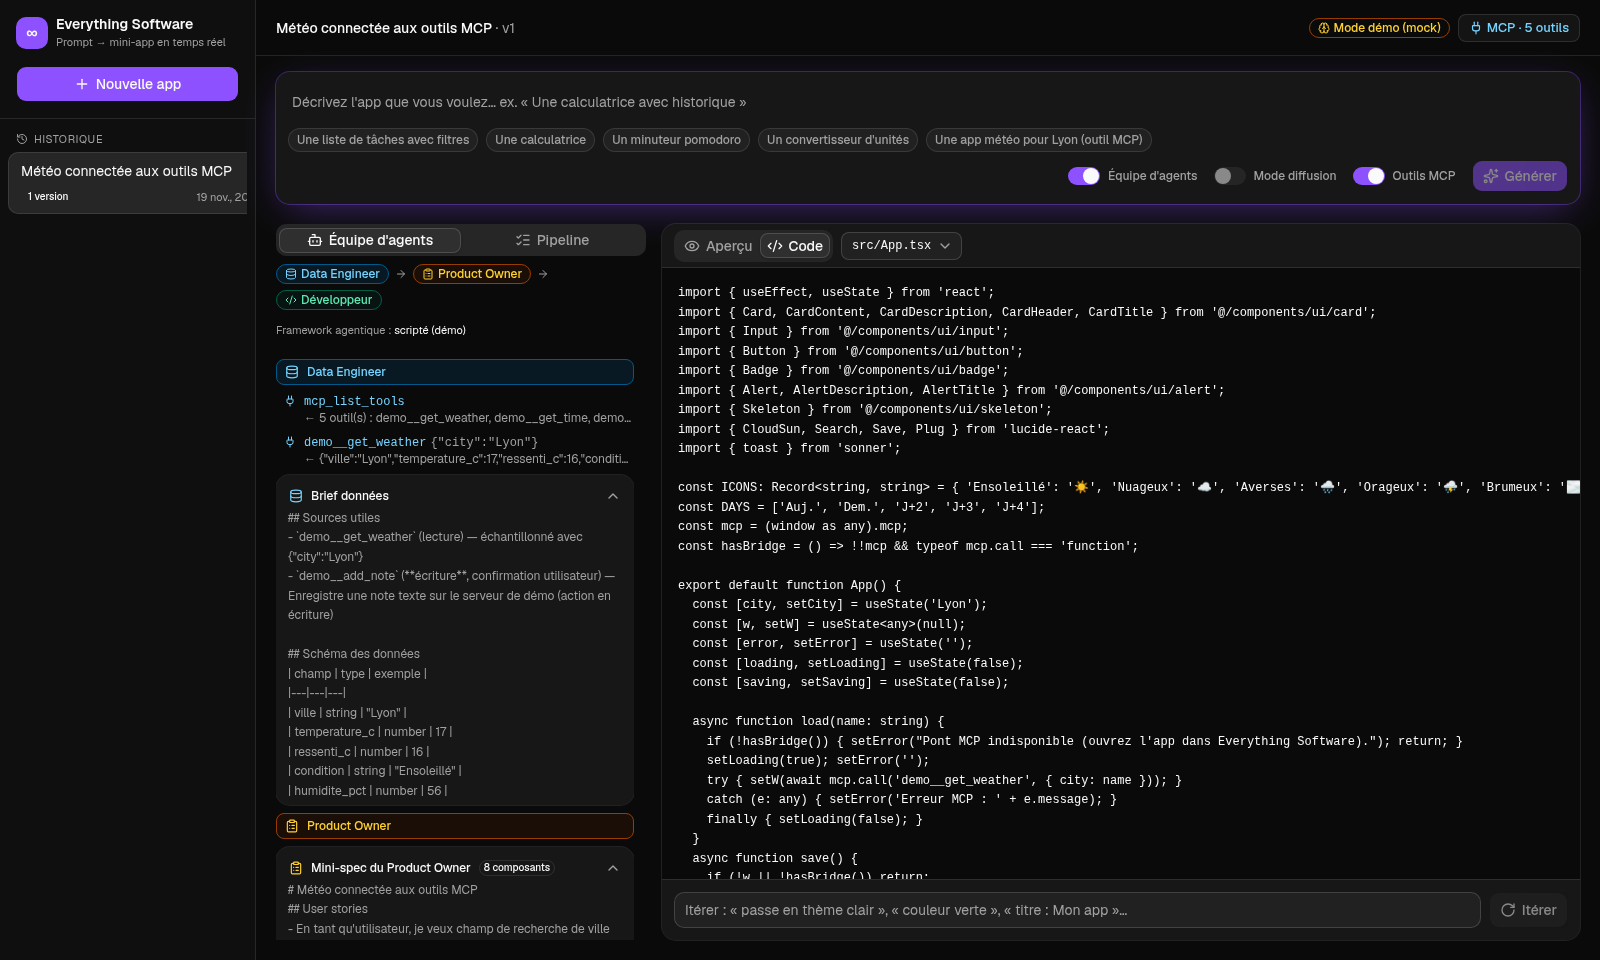 ∞
Everything Software
Prompt → mini-app en temps réel
Nouvelle app
HISTORIQUE
Météo connectée aux outils MCP
1 version
19 nov., 20
Météo connectée aux outils MCP · v1
Mode démo (mock)
MCP · 5 outils
Décrivez l'app que vous voulez… ex. « Une calculatrice avec historique »
Une liste de tâches avec filtres
Une calculatrice
Un minuteur pomodoro
Un convertisseur d'unités
Une app météo pour Lyon (outil MCP)
Équipe d'agents
Mode diffusion
Outils MCP
Générer
Équipe d'agents
Pipeline
Data Engineer → Product Owner →
Développeur
Framework agentique : scripté (démo)
Data Engineer
mcp_list_tools
← 5 outil(s) : demo__get_weather, demo__get_time, demo…
demo__get_weather {"city":"Lyon"}
← {"ville":"Lyon","temperature_c":17,"ressenti_c":16,"conditi…
Brief données
## Sources utiles
- `demo__get_weather` (lecture) — échantillonné avec
{"city":"Lyon"}
- `demo__add_note` (**écriture**, confirmation utilisateur) —
Enregistre une note texte sur le serveur de démo (action en
écriture)
## Schéma des données
| champ | type | exemple |
|---|---|---|
| ville | string | "Lyon" |
| temperature_c | number | 17 |
| ressenti_c | number | 16 |
| condition | string | "Ensoleillé" |
| humidite_pct | number | 56 |
Product Owner
Mini-spec du Product Owner
8 composants
# Météo connectée aux outils MCP
## User stories
- En tant qu'utilisateur, je veux champ de recherche de ville
Aperçu
Code
src/App.tsx
import { useEffect, useState } from 'react';
import { Card, CardContent, CardDescription, CardHeader, CardTitle } from '@/components/ui/card';
import { Input } from '@/components/ui/input';
import { Button } from '@/components/ui/button';
import { Badge } from '@/components/ui/badge';
import { Alert, AlertDescription, AlertTitle } from '@/components/ui/alert';
import { Skeleton } from '@/components/ui/skeleton';
import { CloudSun, Search, Save, Plug } from 'lucide-react';
import { toast } from 'sonner';
const ICONS: Record<string, string> = { 'Ensoleillé': '☀️', 'Nuageux': '☁️', 'Averses': '🌧️', 'Orageux': '⛈️', 'Brumeux': '🌫️
const DAYS = ['Auj.', 'Dem.', 'J+2', 'J+3', 'J+4'];
const mcp = (window as any).mcp;
const hasBridge = () => !!mcp && typeof mcp.call === 'function';
export default function App() {
const [city, setCity] = useState('Lyon');
const [w, setW] = useState<any>(null);
const [error, setError] = useState('');
const [loading, setLoading] = useState(false);
const [saving, setSaving] = useState(false);
async function load(name: string) {
if (!hasBridge()) { setError("Pont MCP indisponible (ouvrez l'app dans Everything Software)."); return; }
setLoading(true); setError('');
try { setW(await mcp.call('demo__get_weather', { city: name })); }
catch (e: any) { setError('Erreur MCP : ' + e.message); }
finally { setLoading(false); }
}
async function save() {
if (!w || !hasBridge()) return;
Itérer : « passe en thème clair », « couleur verte », « titre : Mon app »…
Itérer